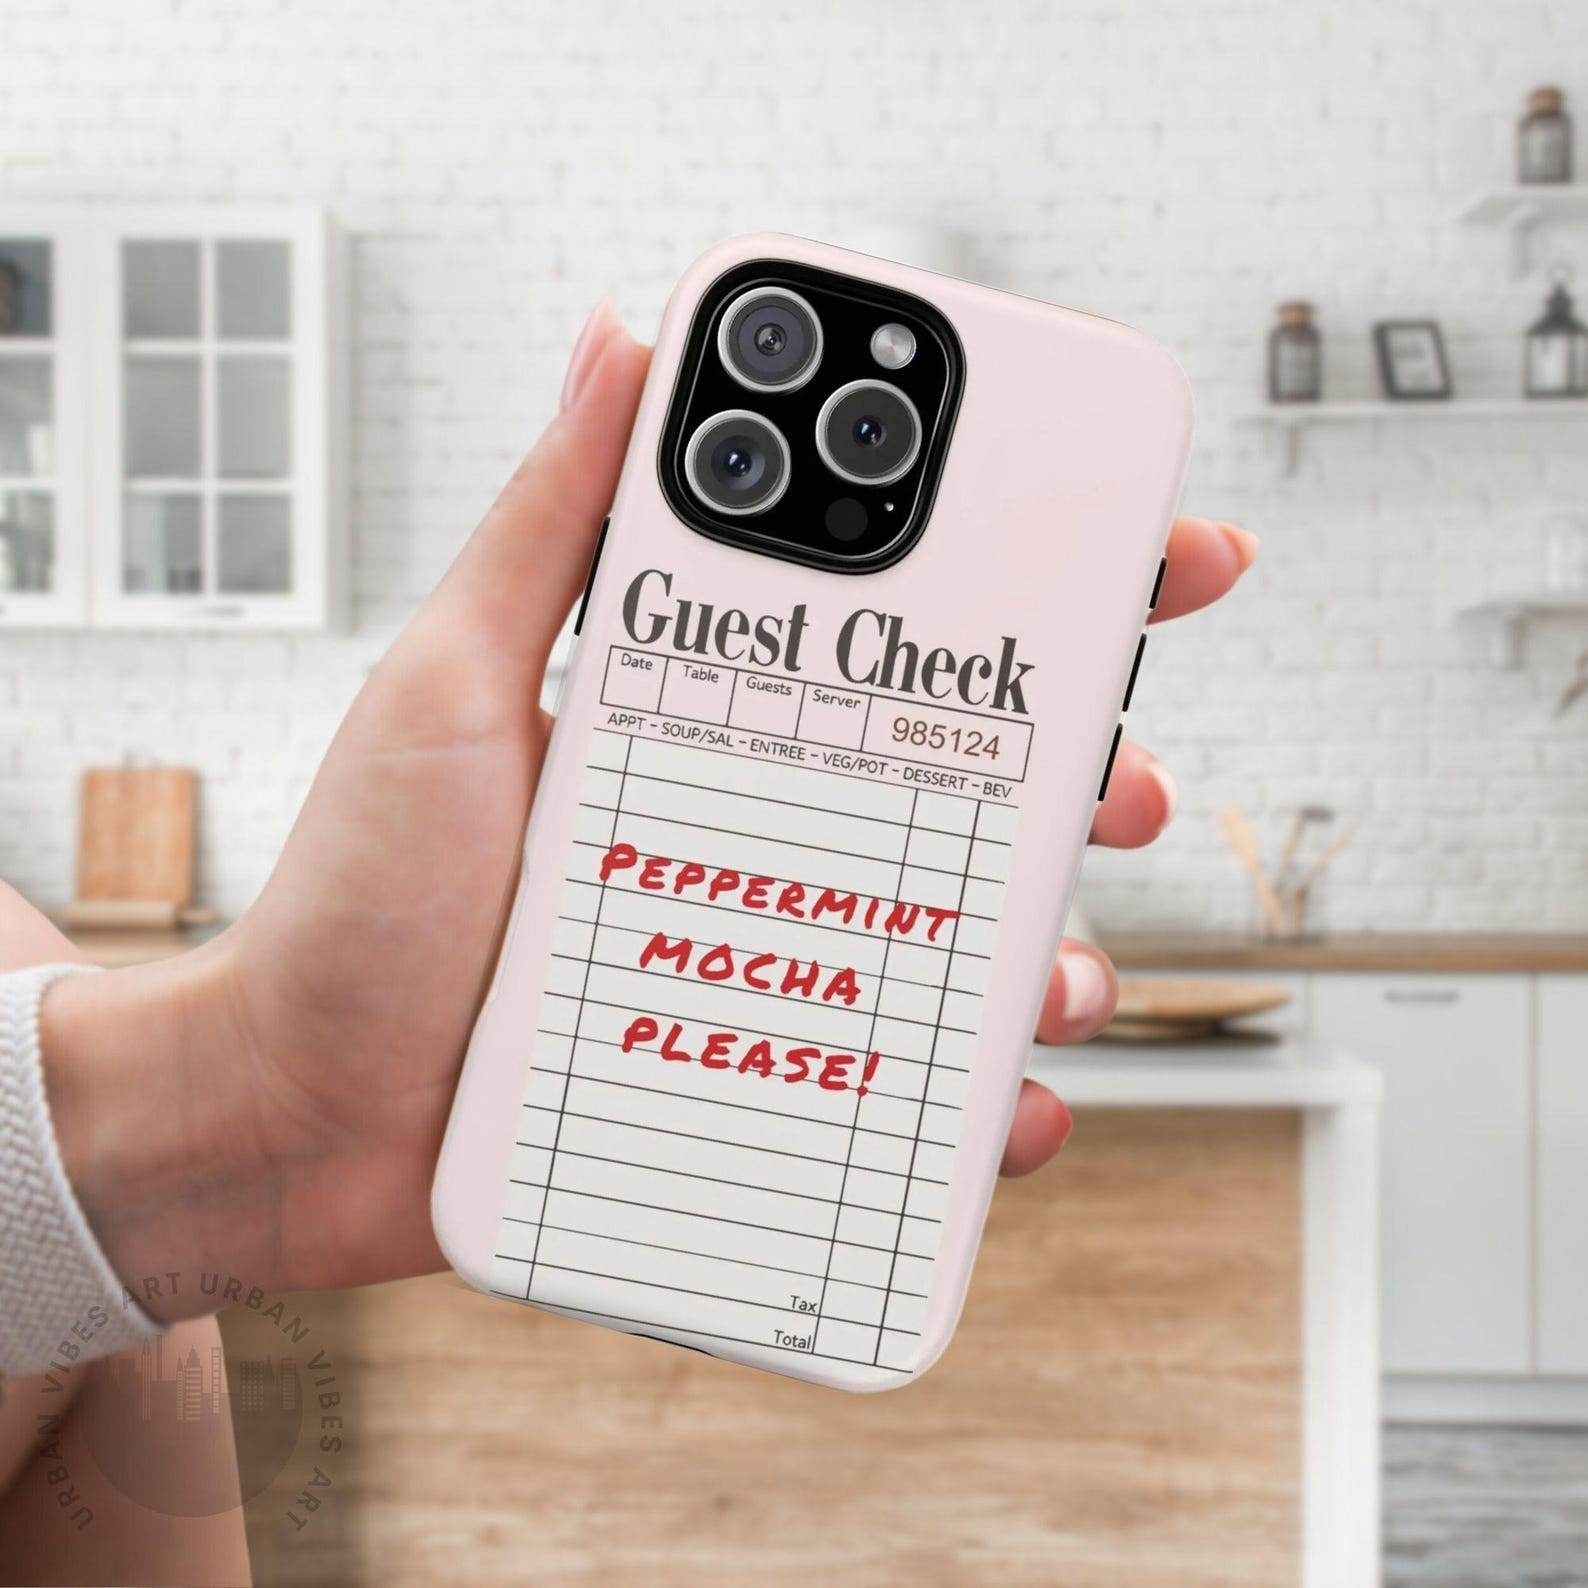 Guest Check
Date Table Guests Server 985124
APPT - SOUP/SAL - ENTREE - VEG/POT - DESSERT - BEV
PEPPERMINT
MOCHA
PLEASE!
Tax
Total
URBAN VIBES ART URBAN VIBES ART